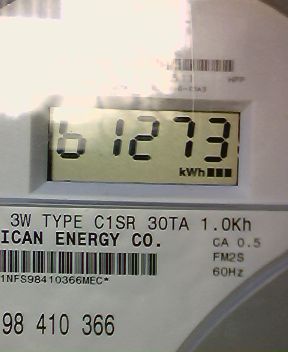 61273
kWh
3W TYPE C1SR 30TA 1.0Kh
ICAN ENERGY CO.
CA 0.5
FM2S
60Hz
1NFS98410366MEC*
98 410 366